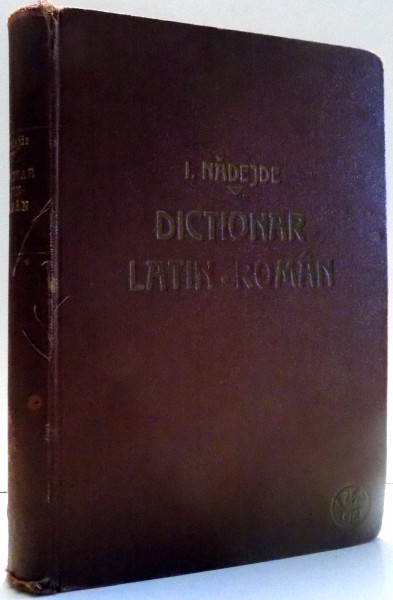 I. NĂDEJDE
DICTIONAR
LATIN-ROMÂN